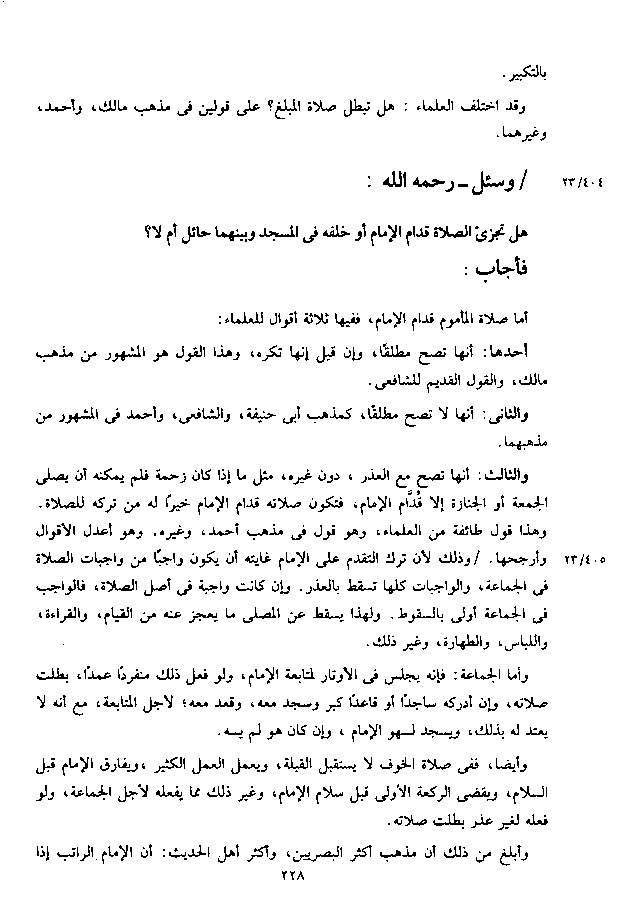 بالتكبير .
وقد اختلف العلماء : هل تبطل صلاة المبلغ؟ على قولين فى مذهب مالك، وأحمد،
وغيرهما.
٢٣/٤٠٤ / وسئل ــ رحمه الله :
هل تجزئ الصلاة قدام الإمام أو خلفه فى المسجد وبينهما حائل أم لا؟
فأجاب :
أما صلاة المأموم قدام الإمام، ففيها ثلاثة أقوال للعلماء:
أحدها: أنها تصح مطلقًا، وإن قيل إنها تكره، وهذا القول هو المشهور من مذهب
مالك، والقول القديم للشافعى.
والثانى: أنها لا تصح مطلقًا، كمذهب أبى حنيفة، والشافعى، وأحمد فى المشهور من
مذهبهما.
والثالث: أنها تصح مع العذر ، دون غيره، مثل ما إذا كان زحمة فلم يمكنه أن يصلى
الجمعة أو الجنازة إلا قُدَّام الإمام، فتكون صلاته قدام الإمام خيرًا له من تركه للصلاة.
وهذا قول طائفة من العلماء، وهو قول فى مذهب أحمد، وغيره. وهو أعدل الأقوال
٢٣/٤٠٥ وأرجحها. / وذلك لأن ترك التقدم على الإمام غايته أن يكون واجبًا من واجبات الصلاة
فى الجماعة، والواجبات كلها تسقط بالعذر. وإن كانت واجبة فى أصل الصلاة، فالواجب
فى الجماعة أولى بالسقوط. ولهذا يسقط عن المصلى ما يعجز عنه من القيام، والقراءة،
واللباس، والطهارة، وغير ذلك.
وأما الجماعة: فإنه يجلس فى الأوتار لمتابعة الإمام، ولو فعل ذلك منفردًا عمدًا، بطلت
صلاته، وإن أدركه ساجدًا أو قاعدًا كبر وسجد معه، وقعد معه؛ لأجل المتابعة، مع أنه لا
يعتد له بذلك، ويسجد لسهو الإمام ، وإن كان هو لم يسه.
وأيضا، ففى صلاة الخوف لا يستقبل القبلة، ويعمل العمل الكثير ،ويفارق الإمام قبل
السلام، ويقضى الركعة الأولى قبل سلام الإمام، وغير ذلك مما يفعله لأجل الجماعة، ولو
فعله لغير عذر بطلت صلاته.
وأبلغ من ذلك أن مذهب أكثر البصريين، وأكثر أهل الحديث: أن الإمام الراتب إذا
٢٢٨